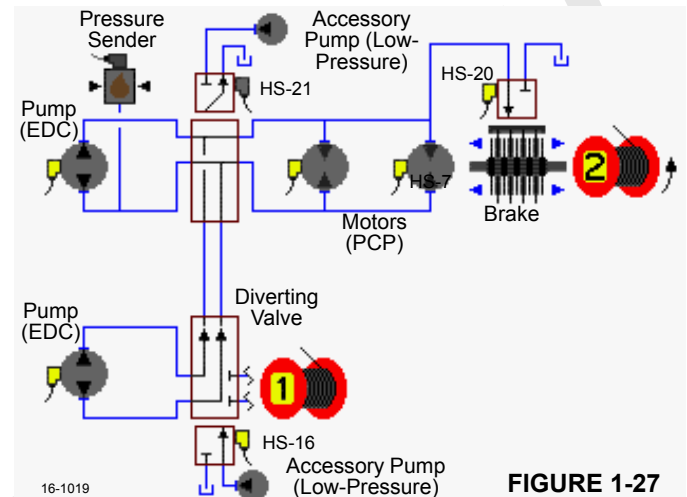 Pressure
Sender
Accessory
Pump (Low-
Pressure)
HS-21
HS-20
Pump
(EDC)
HS-7
2
Motors
(PCP)
Brake
Pump
(EDC)
Diverting
Valve
1
HS-16
Accessory Pump
(Low-Pressure)
16-1019
FIGURE 1-27